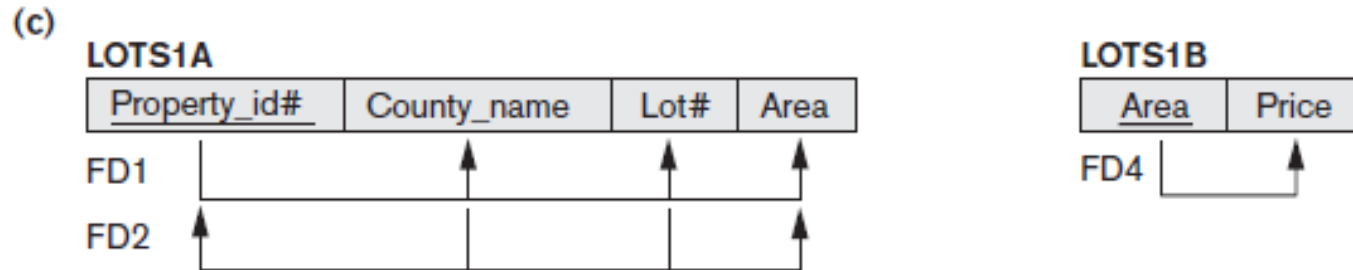 (c)
LOTS1A
Property_id# County_name Lot# Area
FD1
FD2
LOTS1B
Area Price
FD4